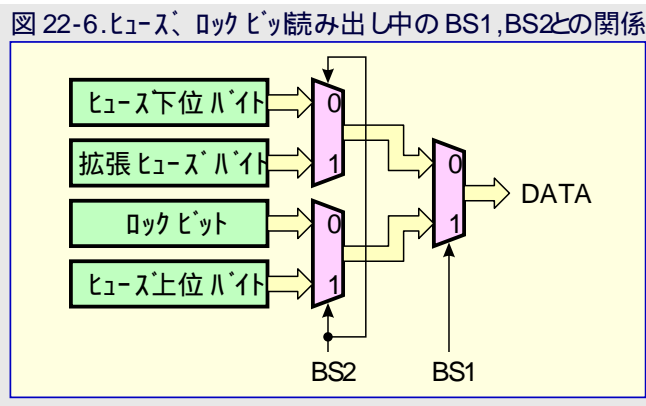 図 22-6.ﾋｭｰｽﾞ､ﾛｯｸ ﾋﾞｯﾄ読み出し中の BS1,BS2との関係
ﾋｭｰｽﾞ下位 ﾊﾞｲﾄ
0
拡張 ﾋｭｰｽﾞ ﾊﾞｲﾄ
1
0
DATA
ﾛｯｸ ﾋﾞｯﾄ
0
1
ﾋｭｰｽﾞ上位 ﾊﾞｲﾄ
1
BS2
BS1